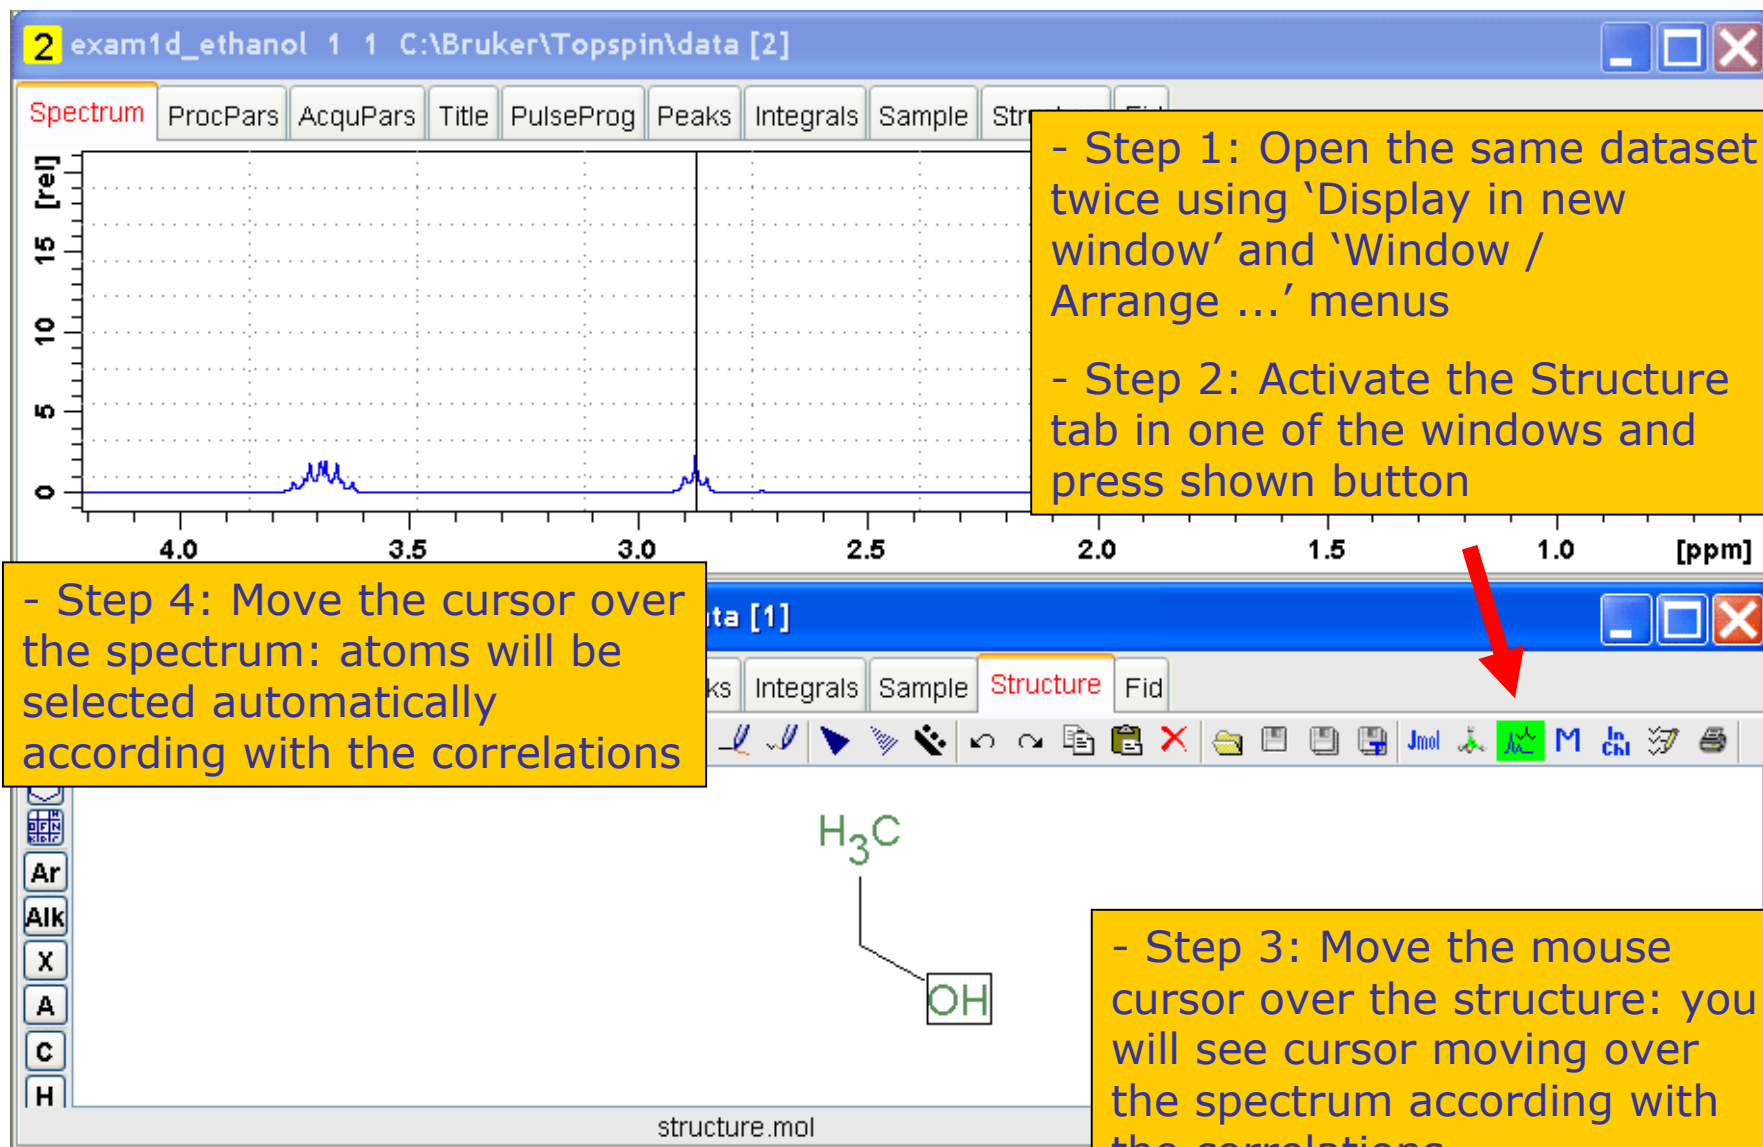 2 exam1d_ethanol 1 1 C:\Bruker\Topspin\data [2]
Spectrum ProcPars AcquPars Title PulseProg Peaks Integrals Sample
[rel]
15
10
5
0
4.0 3.5 3.0 2.5 2.0 1.5 1.0 [ppm]
- Step 1: Open the same dataset
twice using ‘Display in new
window’ and ‘Window /
Arrange ...’ menus
- Step 2: Activate the Structure
tab in one of the windows and
press shown button
- Step 4: Move the cursor over
the spectrum: atoms will be
selected automatically
according with the correlations
[1]
Integrals Sample Structure Fid
Jmol M In ChI
Ar
Alk
X
A
C
H
H3C
OH
- Step 3: Move the mouse
cursor over the structure: you
will see cursor moving over
the spectrum according with
the correlations
structure.mol